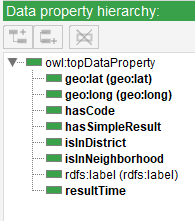 Data property hierarchy:
owl:topDataProperty
geo:lat (geo:lat)
geo:long (geo:long)
hasCode
hasSimpleResult
isInDistrict
isInNeighborhood
rdfs:label (rdfs:label)
resultTime